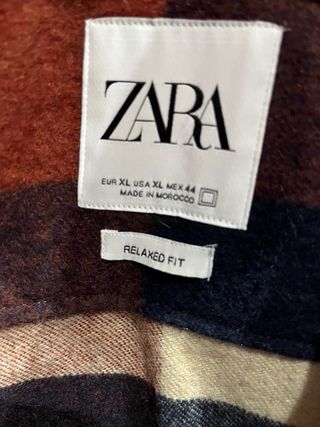 ZARA
EUR XL USA XL MEX 44
MADE IN MOROCCO
RELAXED FIT